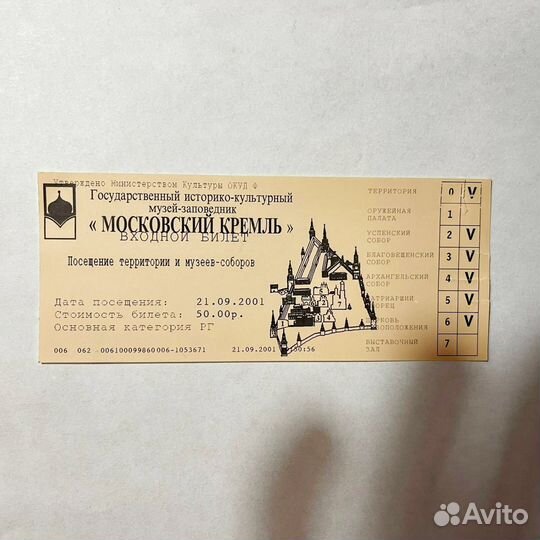 Утверждено Министерством Культуры ОКУД Ф
Государственный историко-культурный
музей-заповедник
« МОСКОВСКИЙ КРЕМЛЬ »
ВХОДНОЙ БИЛЕТ
Посещение территории и музеев-соборов
Дата посещения: 21.09.2001
Стоимость билета: 50.00р.
Основная категория РГ
006 062 006100099860006-1053671 21.09.2001 :50:56
ТЕРРИТОРИЯ 0 V
ОРУЖЕЙНАЯ ПАЛАТА 1
УСПЕНСКИЙ СОБОР 2 V
БЛАГОВЕЩЕНСКИЙ СОБОР 3 V
АРХАНГЕЛЬСКИЙ СОБОР 4 V
ПАТРИАРШИЙ ДВОРЕЦ 5 V
ЦЕРКОВЬ РИЗОПОЛОЖЕНИЯ 6 V
ВЫСТАВОЧНЫЙ ЗАЛ 7
Avito